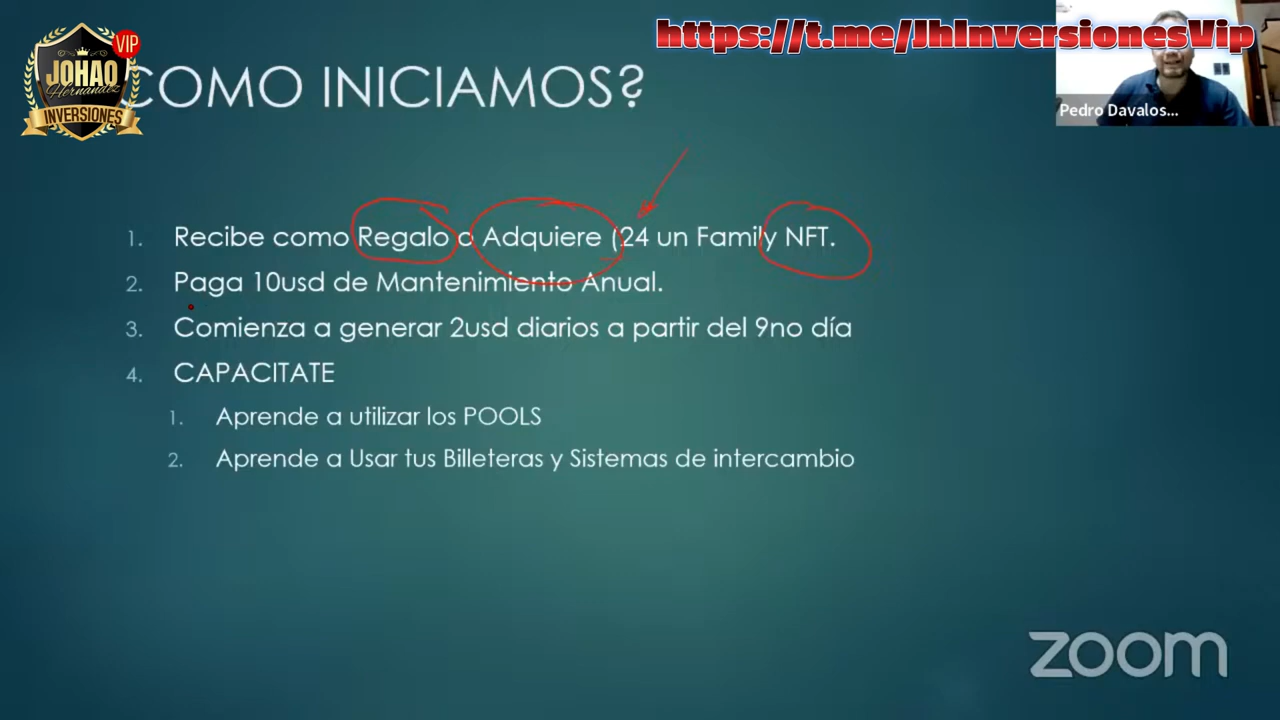 https://t.me/JhInversionesVip
VIP
JOHAO
Hernandez
INVERSIONES
COMO INICIAMOS?
Pedro Davalos...
1. Recibe como Regalo o Adquiere (24 un Family NFT.
2. Paga 10usd de Mantenimiento Anual.
3. Comienza a generar 2usd diarios a partir del 9no día
4. CAPACITATE
1. Aprende a utilizar los POOLS
2. Aprende a Usar tus Billeteras y Sistemas de intercambio
zoom